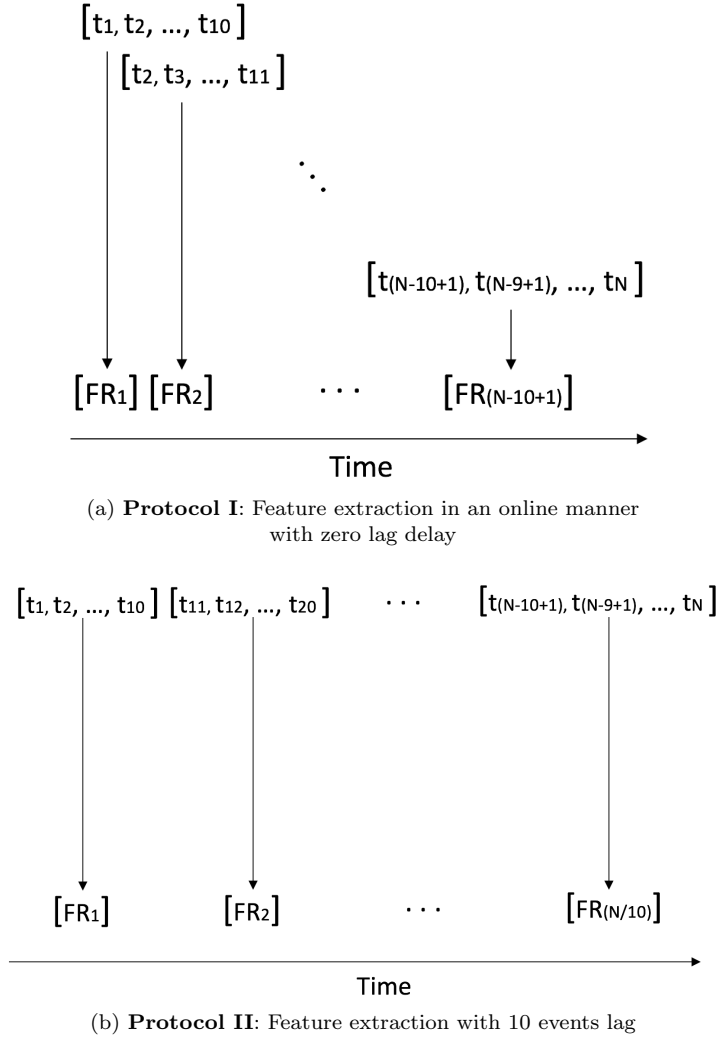 [t1, t2, ..., t10]
[t2, t3, ..., t11]
[t(N-10+1), t(N-9+1), ..., tN]
[FR1] [FR2] ... [FR(N-10+1)]
Time
(a) Protocol I: Feature extraction in an online manner
with zero lag delay
[t1, t2, ..., t10] [t11, t12, ..., t20] ... [t(N-10+1), t(N-9+1), ..., tN]
[FR1] [FR2] ... [FR(N/10)]
Time
(b) Protocol II: Feature extraction with 10 events lag